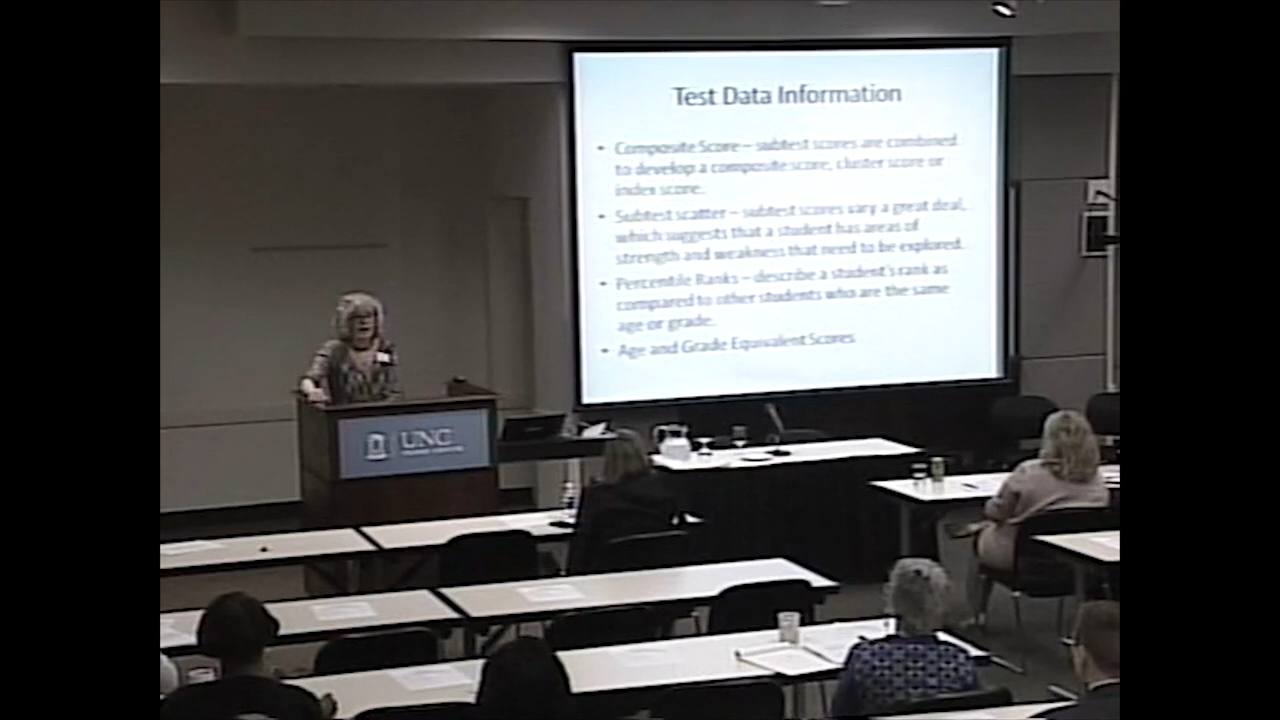 Test Data Information
• Composite Score – subtest scores are combined
to develop a composite score, cluster score or
index score.
• Subtest scatter – subtest scores vary a great deal,
which suggests that a student has areas of
strength and weakness that need to be explored.
• Percentile Ranks – describe a student's rank as
compared to other students who are the same
age or grade.
• Age and Grade Equivalent Scores
UNC